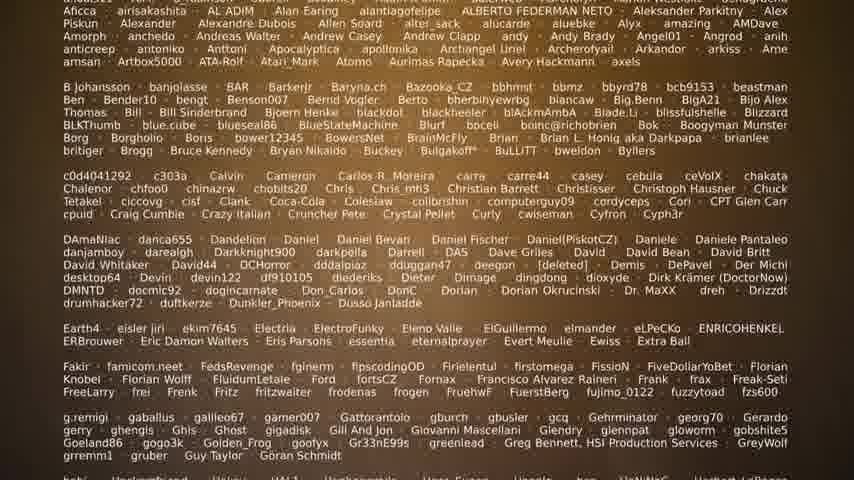 Aficca · airisakashita · AL ADIM · Alan Earing · alantiagofelipe · ALBERTO FEDERMAN NETO · Aleksander Parkitny · Alex
Piskun · Alexander · Alexandre Dubois · Allen Soard · alter_sack · alucarde · aluebke · Alyx · amazing · AMDave
Amorph · anchedo · Andreas Walter · Andrew Casey · Andrew Clapp · andy · Andy Brady · Angel01 · Angrod · anih
anticreep · antoniko · Anttoni · Apocalyptica · apollonika · Archangel Uriel · Archerofyail · Arkandor · arkiss · Ame
amsan · Artbox5000 · ATA-Rolf · Atari_Mark · Atomo · Aurimas Rapecka · Avery Hackmann · axels
B Johansson · banjolasse · BAR · BarkerJr · Baryna.ch · Bazooka_CZ · bbhmst · bbmz · bbyrd78 · bcb9153 · beastman
Ben · Bender10 · bengt · Benson007 · Bernd Vogler · Berto · bherbihyewrbg · biancaw · Big.Benn · BigA21 · Bijo Alex
Thomas · Bill · Bill Sinderbrand · Bjoern Henke · blackdot · blackheeler · blAckmAmbA · Blade.Li · blissfulshelle · Blizzard
BLKThumb · blue.cube · blueseal86 · BlueStateMachine · Blurf · boceli · boinc@richobrien · Bok · Boogyman Munster
Borg · Borgholio · Boris · bower12345 · BowersNet · BrainMcFly · Brian · Brian L. Honig aka Darkpapa · brianlee
britiger · Brogg · Bruce Kennedy · Bryan Nikaido · Buckey · Bulgakoff* · BuLLITT · bweldon · Byllers
c0d4041292 · c303a · Calvin · Cameron · Carlos R. Moreira · carra · carre44 · casey · cebula · ceVoIX · chakata
Chalenor · chfoo0 · chinazrw · chobits20 · Chris · Chris_mti3 · Christian Barrett · Christisser · Christoph Hausner · Chuck
Tetakel · ciccovg · cisf · Clank · Coca-Cola · Coleslaw · colibrishin · computerguy09 · cordyceps · Cori · CPT Glen Carr
cpuid · Craig Cumbie · Crazy Italian · Cruncher Pete · Crystal Pellet · Curly · cwiseman · Cyfron · Cyph3r
DAmaNIac · danca655 · Dandelion · Daniel · Daniel Bevan · Daniel Fischer · Daniel(PiskotCZ) · Daniele · Daniele Pantaleo
danjamboy · darealgh · Darkknight900 · darkpella · Darrell · DAS · Dave Griles · David · David Bean · David Britt
David Whitaker · David44 · DCHorror · dddalpiaz · dduggan47 · deegon · [deleted] · Demis · DePavel · Der Michl
desktop64 · Devin · devin122 · df910105 · diederiks · Dieter · Dimage · dingdong · dioxyde · Dirk Krämer (DoctorNow)
DMNTD · docmic92 · dogincarnate · Don_Carlos · DonC · Dorian · Dorian Okrucinski · Dr. MaXX · dreh · Drizzdt
drumhacker72 · duftkerze · Dunkler_Phoenix · Dusso Janladde
Earth4 · eisler jiri · ekim7645 · Electria · ElectroFunky · Eleno Valle · ElGuillermo · elmander · eLPeCKo · ENRICOHENKEL
ERBrouwer · Eric Damon Walters · Eris Parsons · essentia · eternalprayer · Evert Meulie · Ewiss · Extra Ball
Fakir · famicom.neet · FedsRevenge · fginerm · flpscodingOD · Flrielentul · firstomega · FissioN · FiveDollarYoBet · Florian
Knobel · Florian Wolff · FluidumLetale · Ford · fortsCZ · Fornax · Francisco Alvarez Raineri · Frank · frax · Freak-Seti
FreeLarry · frei · Frenk · Fritz · fritzwaiter · frodenas · frogen · FruehwF · FuerstBerg · fujimo_0122 · fuzzytoad · fzs600
g.remigi · gaballus · galileo67 · gamer007 · Gattorantolo · gburch · gbusler · gcq · Gehrminator · georg70 · Gerardo
gerry · ghengis · Ghis · Ghost · gigadisk · Gill And Jon · Giovanni Mascellani · Glendry · glennpat · gloworm · gobshite5
Goeland86 · gogo3k · Golden_Frog · goofyx · Gr33nE99s · greenlead · Greg Bennett, HSI Production Services · GreyWolf
grremm1 · gruber · Guy Taylor · Göran Schmidt